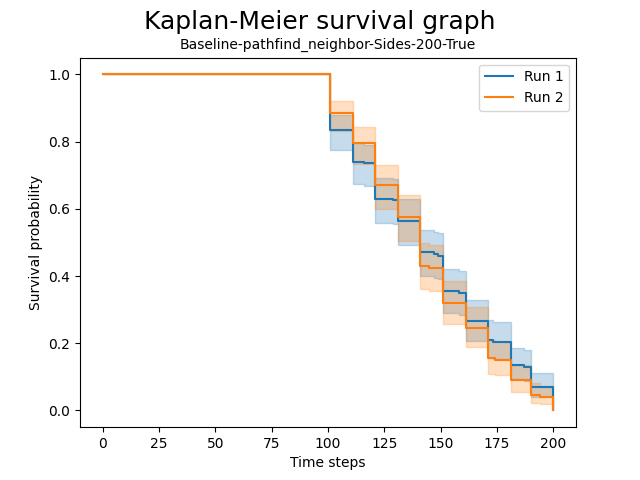 Kaplan-Meier survival graph
Baseline-pathfind_neighbor-Sides-200-True
Run 1
Run 2
Survival probability
1.0
0.8
0.6
0.4
0.2
0.0
0 25 50 75 100 125 150 175 200
Time steps